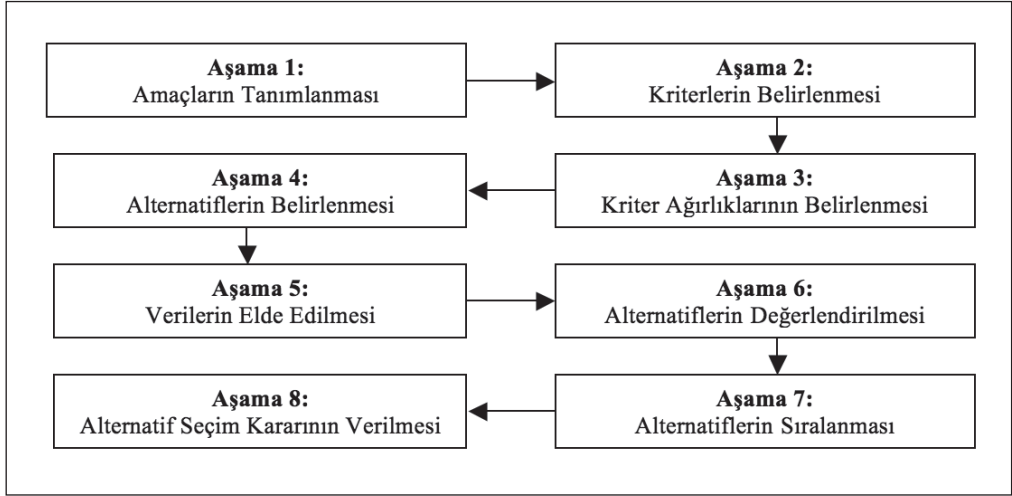 Aşama 1:
Amaçların Tanımlanması
Aşama 2:
Kriterlerin Belirlenmesi
Aşama 3:
Kriter Ağırlıklarının Belirlenmesi
Aşama 4:
Alternatiflerin Belirlenmesi
Aşama 5:
Verilerin Elde Edilmesi
Aşama 6:
Alternatiflerin Değerlendirilmesi
Aşama 7:
Alternatiflerin Sıralanması
Aşama 8:
Alternatif Seçim Kararının Verilmesi